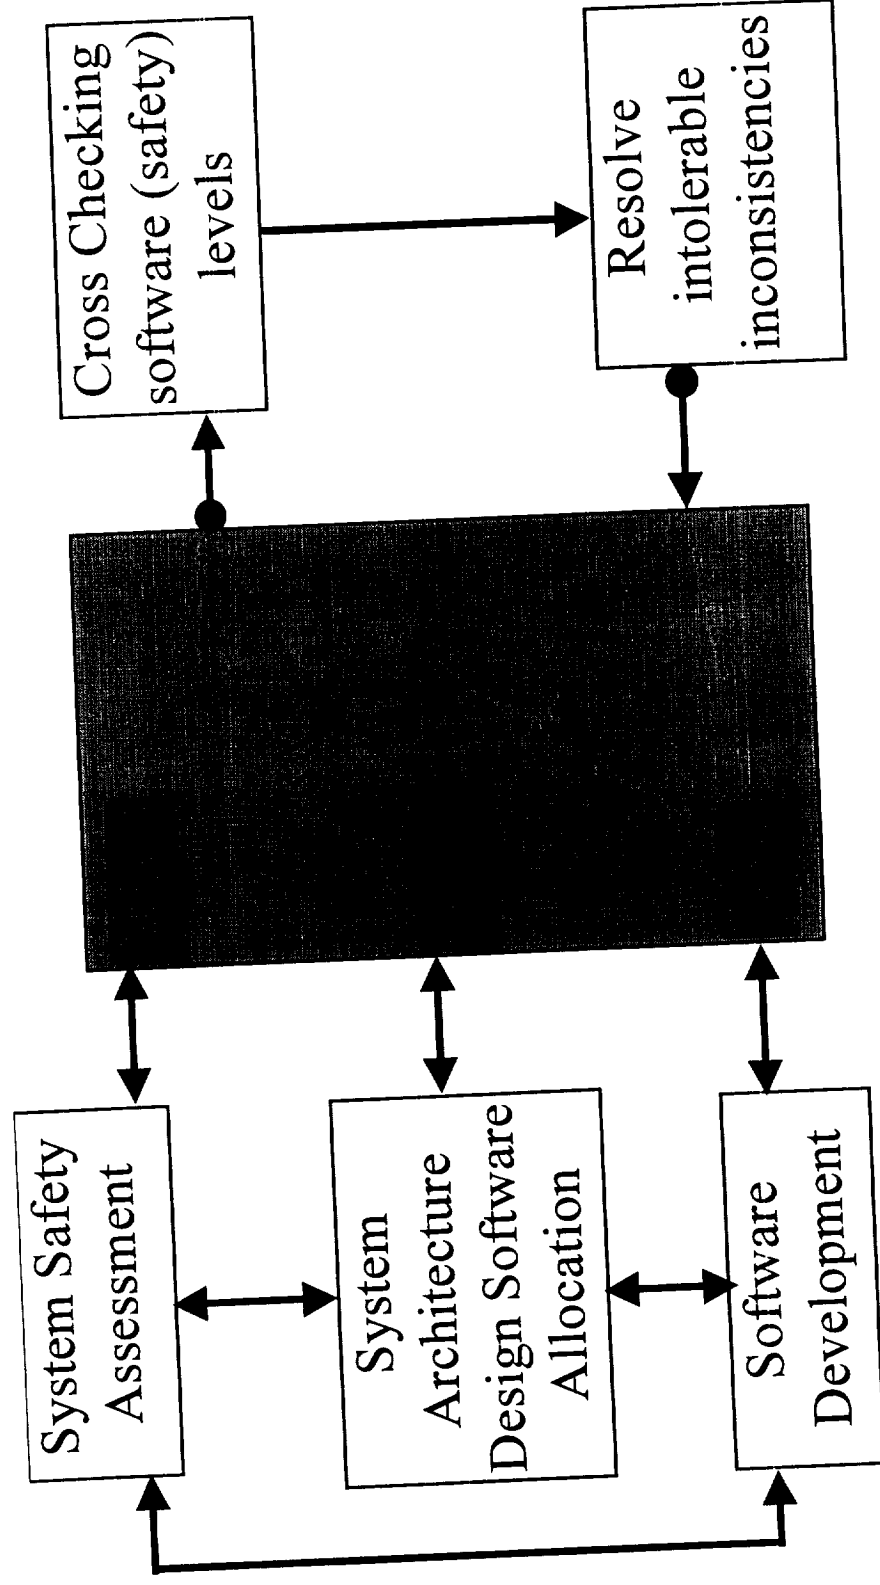 System Safety
Assessment
System
Architecture
Design Software
Allocation
Software
Development
Cross Checking
software (safety)
levels
Resolve
intolerable
inconsistencies